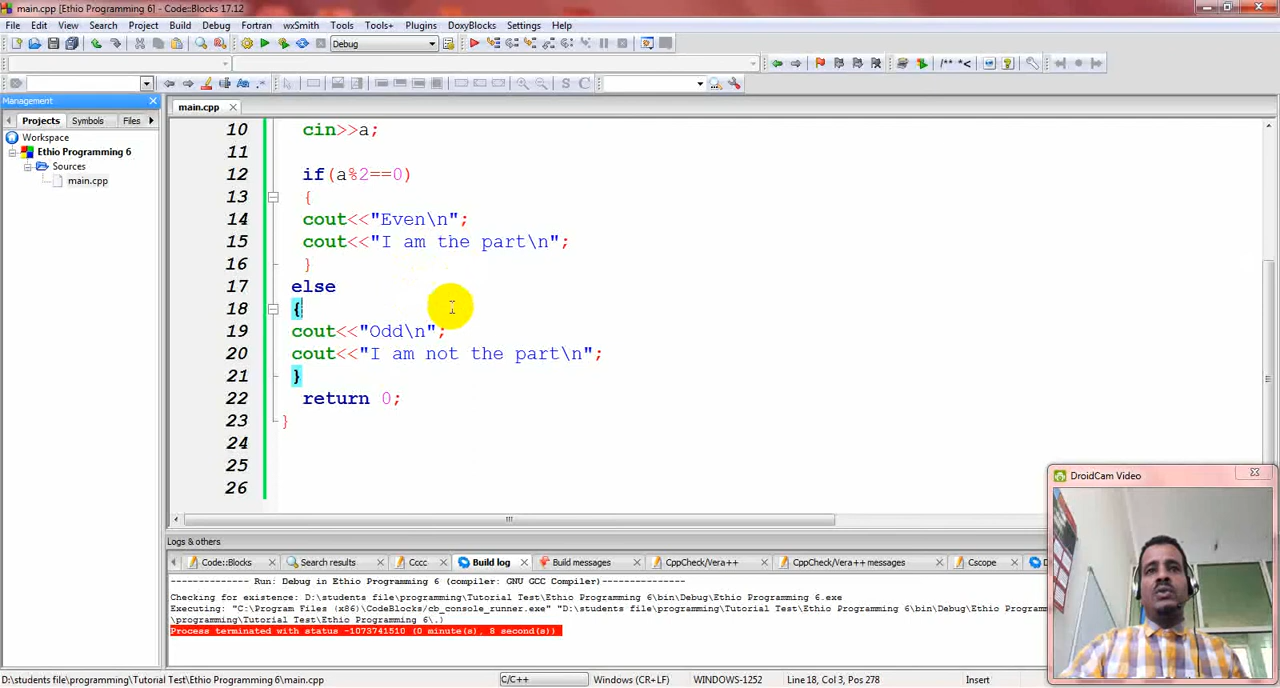 main.cpp [Ethio Programming 6] - Code::Blocks 17.12
File Edit View Search Project Build Debug Fortran wxSmith Tools Tools+ Plugins DoxyBlocks Settings Help
Debug
/** *<
S C
Management
main.cpp
Projects Symbols Files
Workspace
Ethio Programming 6
Sources
main.cpp
10 cin>>a;
11
12 if(a%2==0)
13 {
14 cout<<"Even\n";
15 cout<<"I am the part\n";
16 }
17 else
18 {
19 cout<<"Odd\n";
20 cout<<"I am not the part\n";
21 }
22 return 0;
23 }
24
25
26
DroidCam Video
Logs & others
Code::Blocks Search results Cccc Build log Build messages CppCheck/Vera++ CppCheck/Vera++ messages Cscope D
-------------- Run: Debug in Ethio Programming 6 (compiler: GNU GCC Compiler)---------------
Checking for existence: D:\students file\programming\Tutorial Test\Ethio Programming 6\bin\Debug\Ethio Programming 6.exe
Executing: "C:\Program Files (x86)\CodeBlocks/cb_console_runner.exe" "D:\students file\programming\Tutorial Test\Ethio Programming 6\bin\Debug\Ethio Programm
\programming\Tutorial Test\Ethio Programming 6\.)
Process terminated with status -1073741510 (0 minute(s), 8 second(s))
D:\students file\programming\Tutorial Test\Ethio Programming 6\main.cpp C/C++ Windows (CR+LF) WINDOWS-1252 Line 18, Col 3, Pos 278 Insert